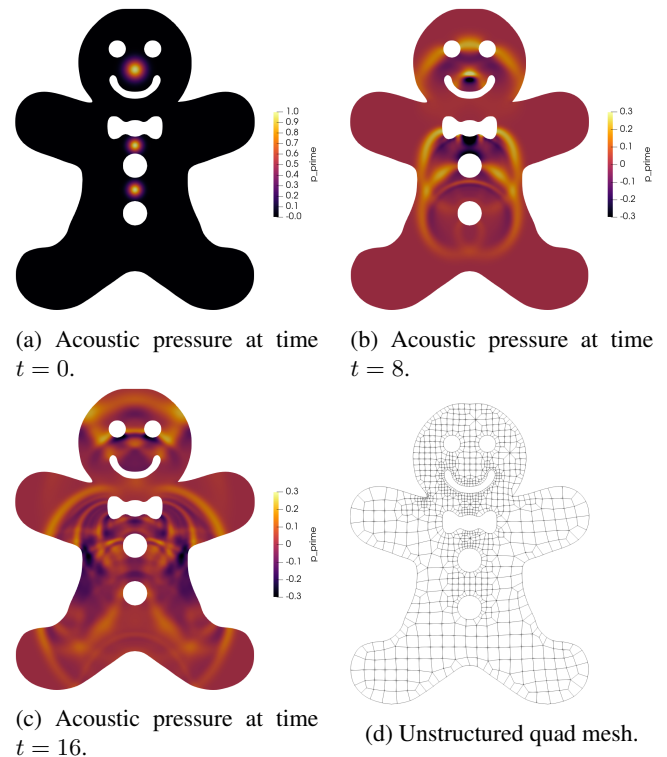 1.0
0.9
0.8
0.7
0.6
0.5
0.4
0.3
0.2
0.1
-0.0
p_prime
0.3
0.2
0.1
0
-0.1
-0.2
-0.3
p_prime
(a) Acoustic pressure at time
t = 0.
(b) Acoustic pressure at time
t = 8.
0.3
0.2
0.1
0
-0.1
-0.2
-0.3
p_prime
(c) Acoustic pressure at time
t = 16.
(d) Unstructured quad mesh.